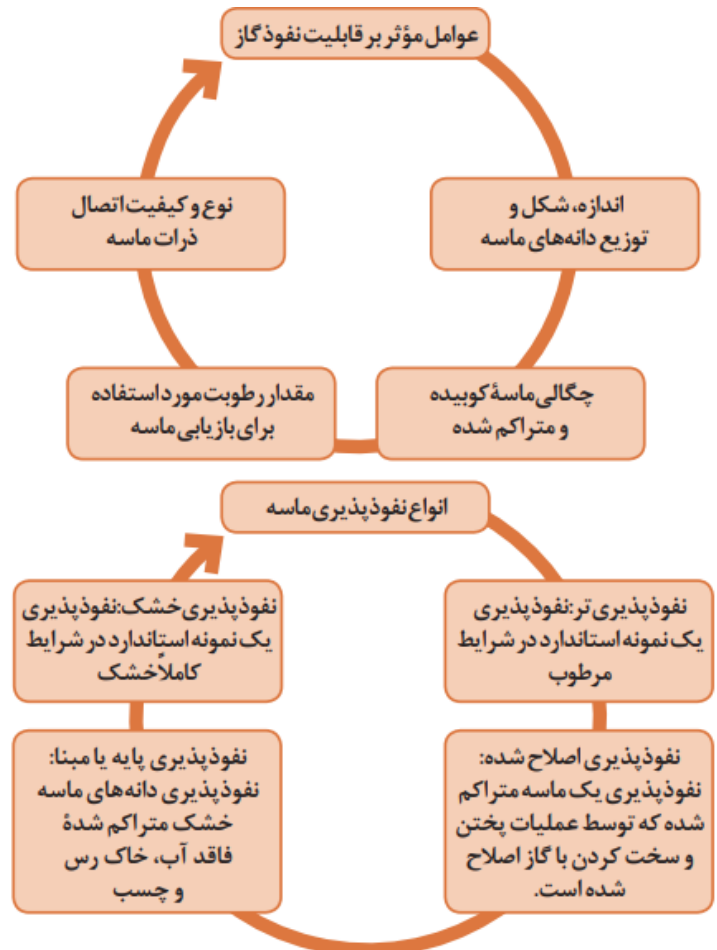 عوامل مؤثر بر قابلیت نفوذ گاز
اندازه، شکل و
توزیع دانه‌های ماسه
چگالی ماسهٔ کوبیده
و متراکم شده
مقدار رطوبت مورد استفاده
برای بازیابی ماسه
نوع و کیفیت اتصال
ذرات ماسه
انواع نفوذپذیری ماسه
نفوذپذیری تر: نفوذپذیری
یک نمونه استاندارد در شرایط
مرطوب
نفوذپذیری اصلاح شده:
نفوذپذیری یک ماسه متراکم
شده که توسط عملیات پختن
و سخت کردن با گاز اصلاح
شده است.
نفوذپذیری پایه یا مبنا:
نفوذپذیری دانه‌های ماسه
خشک متراکم شدهٔ
فاقد آب، خاک رس
و چسب
نفوذپذیری خشک: نفوذپذیری
یک نمونه استاندارد در شرایط
کاملاً خشک